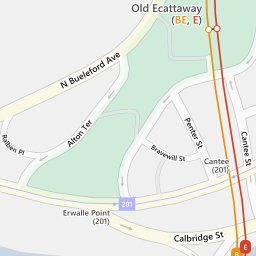 Old Ecattaway
(BE, E)
N Bueleford Ave
Alton Ter
Ralben Pl
Penter St
Bravewill St
Cantee
(201)
Cantee St
201
Erwalle Point
(201)
Calbridge St
E
B